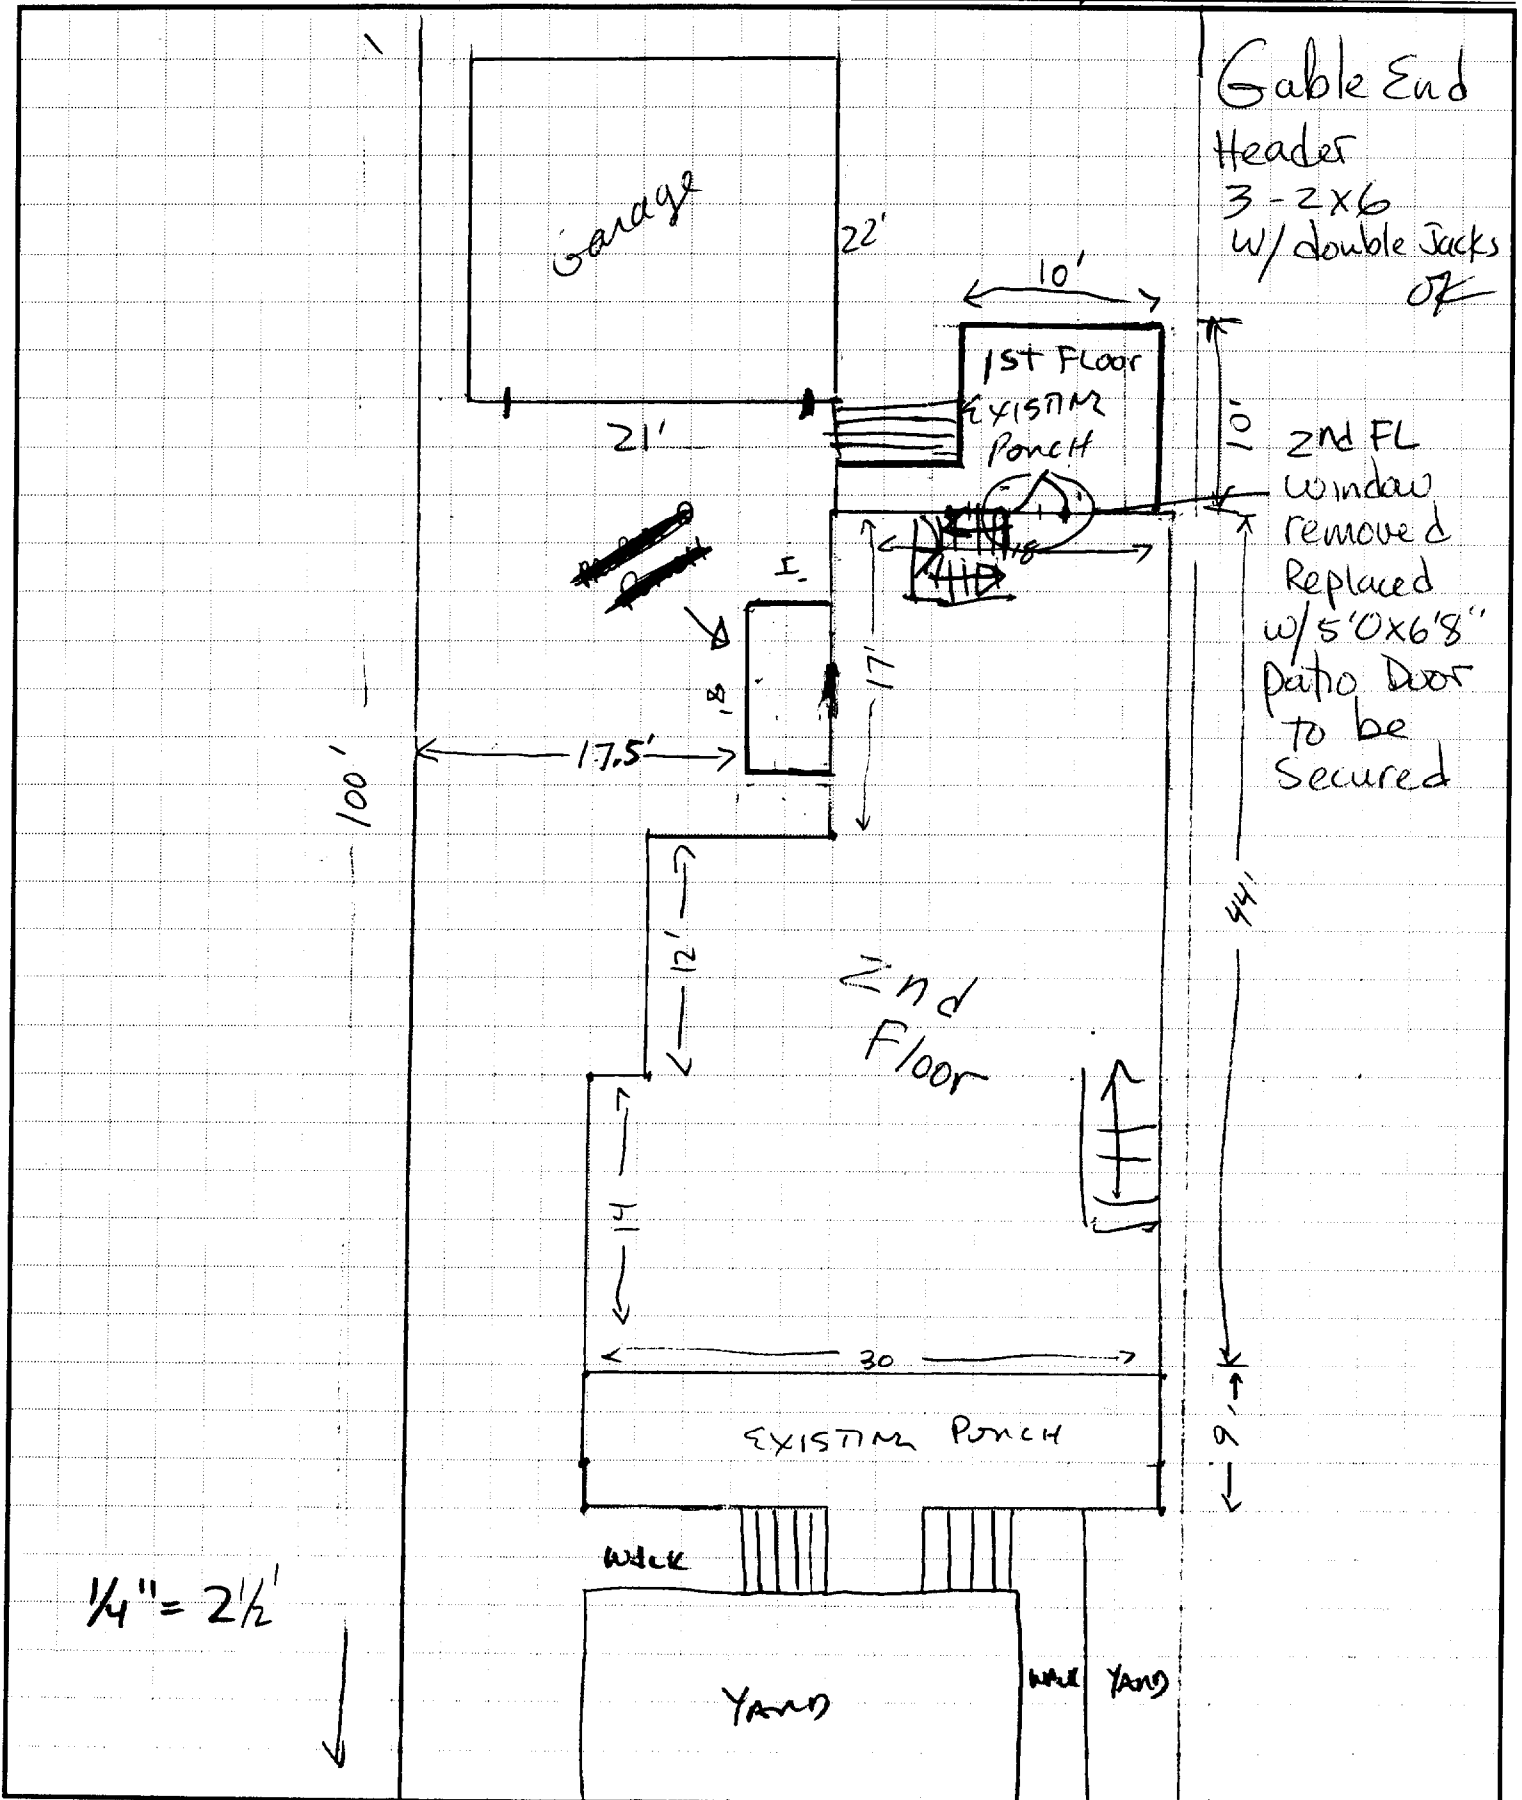 Gable End
Header
3-2x6
w/ double Jacks
OK
Garage
22'
21'
10'
1st Floor
Existing
Porch
10'
2nd FL
window
removed
Replaced
w/5'0x6'8"
patio Door
to be
Secured
18
17'
8'
17.5'
100'
12'
44'
2nd
Floor
14
30
Existing Porch
9'
Walk
1/4" = 2 1/2'
Yard
Walk
Yard